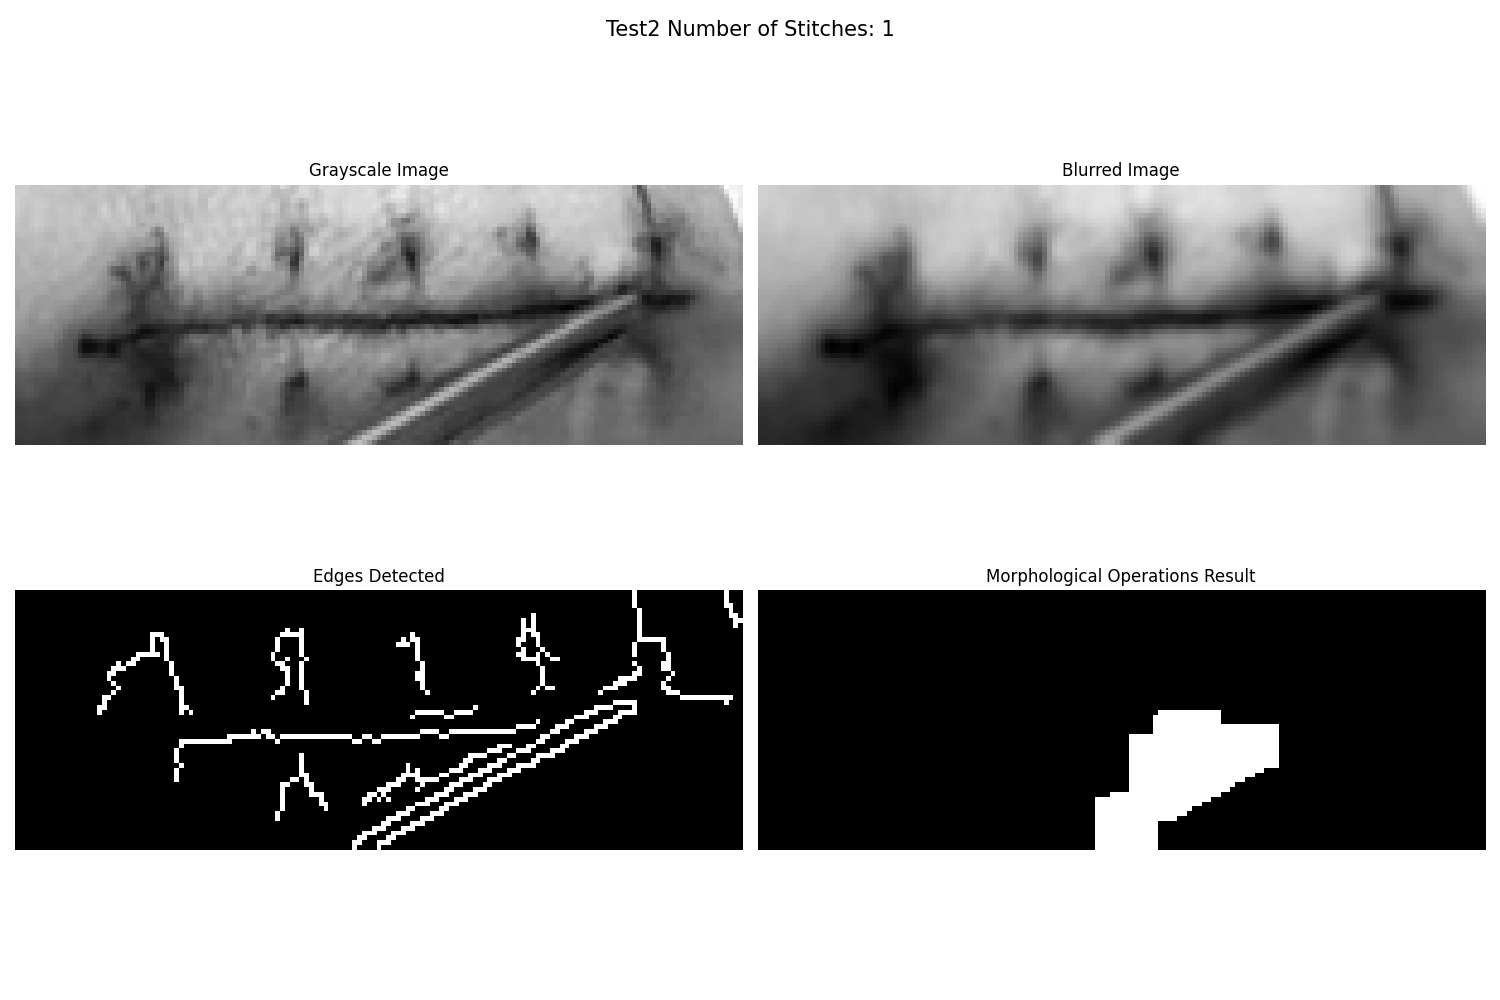 Test2 Number of Stitches: 1
Grayscale Image
Blurred Image
Edges Detected
Morphological Operations Result